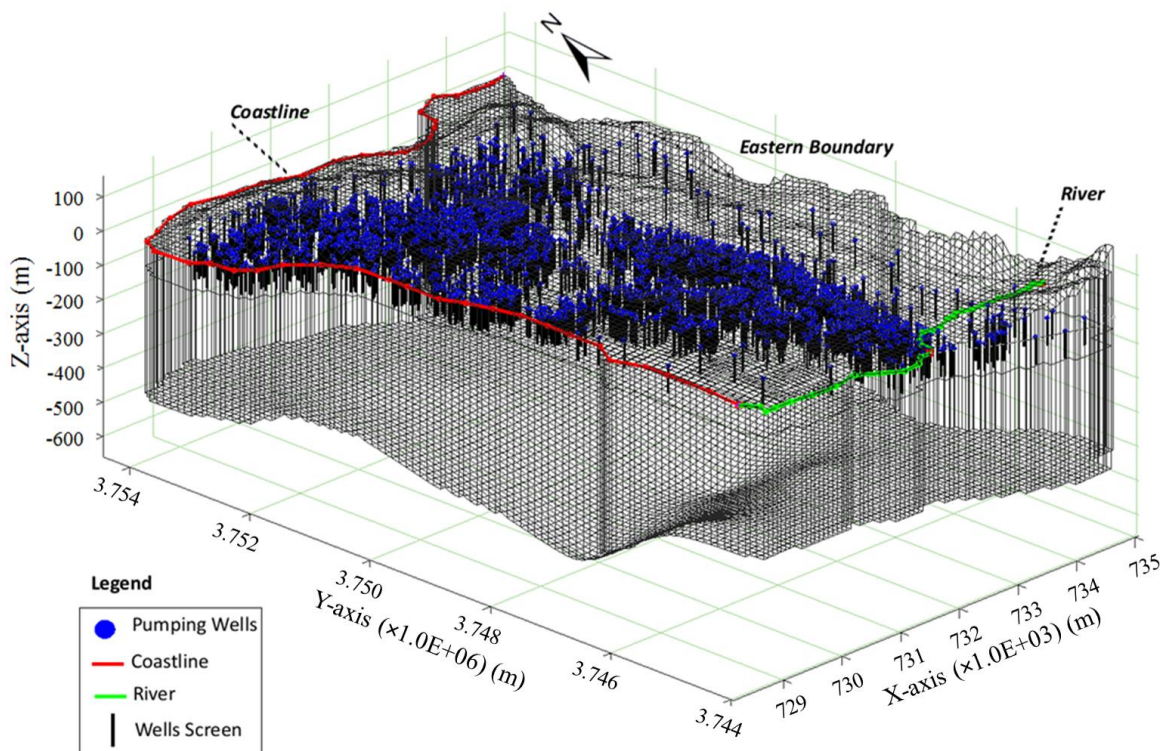 N
Coastline
Eastern Boundary
River
100
0
-100
-200
-300
-400
-500
-600
Z-axis (m)
3.754
3.752
3.750
3.748
3.746
3.744
Y-axis (×1.0E+06) (m)
729
730
731
732
733
734
735
X-axis (×1.0E+03) (m)
Legend
Pumping Wells
Coastline
River
Wells Screen